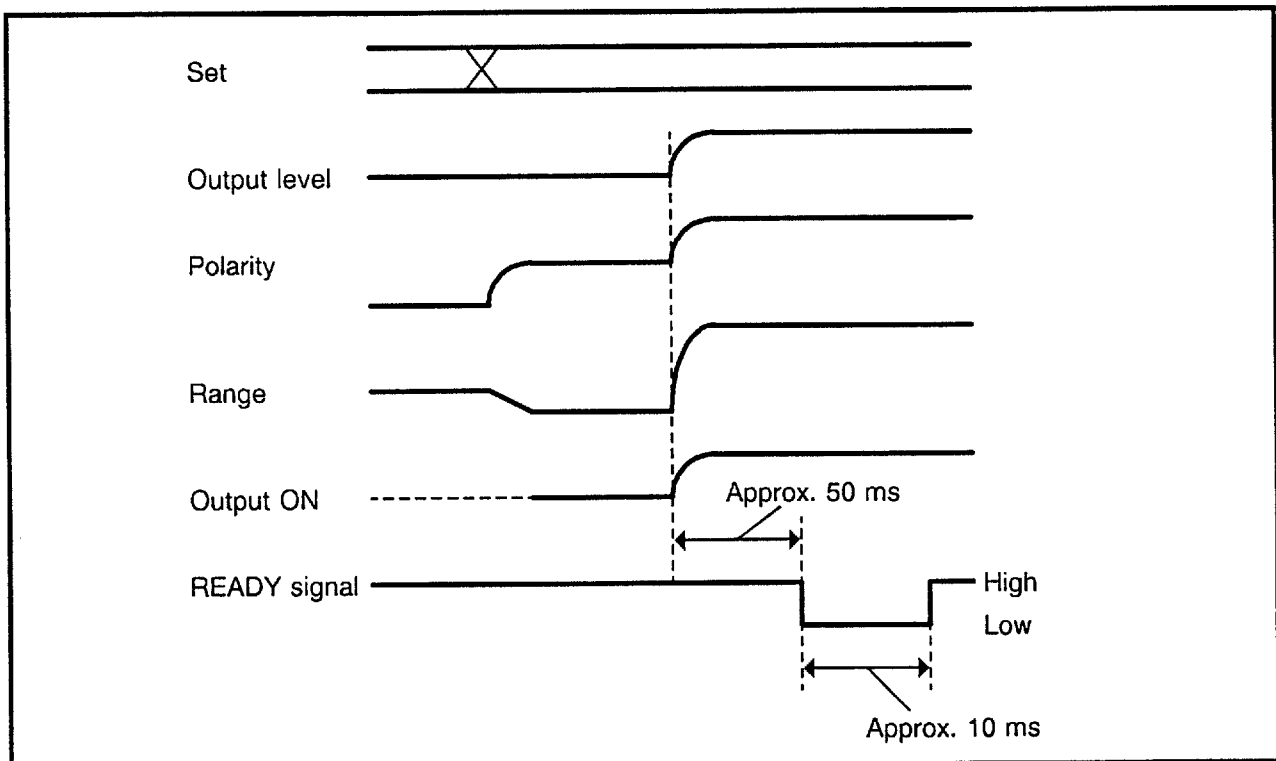 Set
Output level
Polarity
Range
Output ON
Approx. 50 ms
READY signal
High
Low
Approx. 10 ms